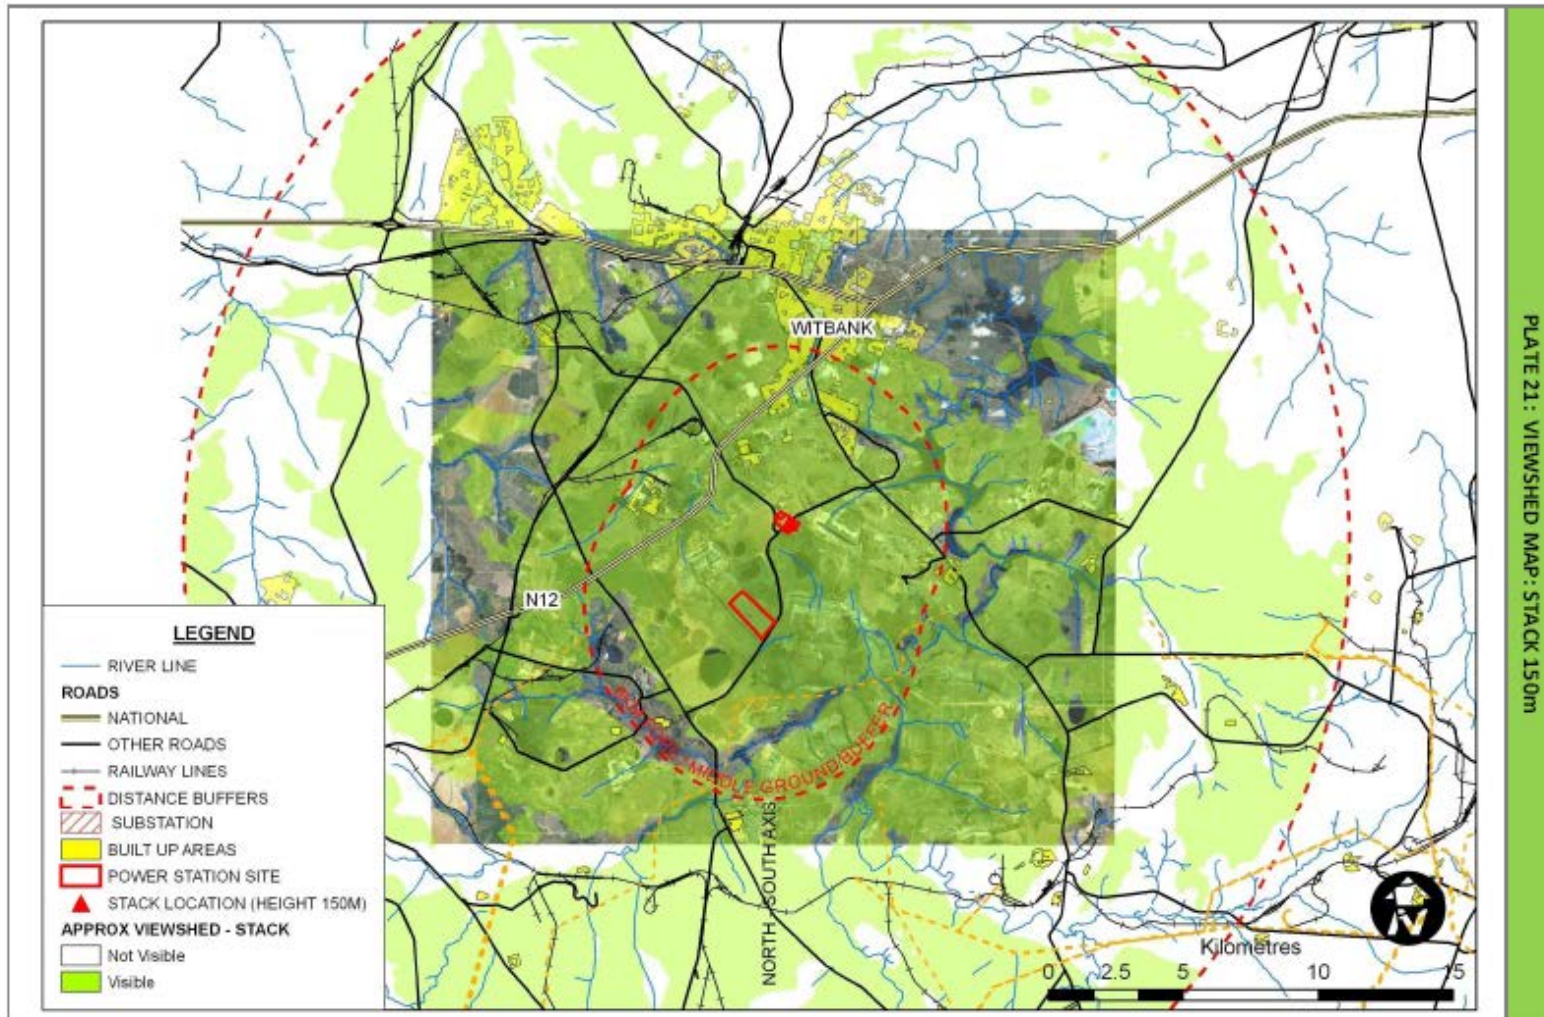 WITBANK
N12
MIDDLE GROUND BUFFER
NORTH SOUTH AXIS
LEGEND
RIVER LINE
ROADS
NATIONAL
OTHER ROADS
RAILWAY LINES
DISTANCE BUFFERS
SUBSTATION
BUILT UP AREAS
POWER STATION SITE
STACK LOCATION (HEIGHT 150M)
APPROX VIEWSHED - STACK
Not Visible
Visible
N
Kilometres
0 2.5 5 10 15
PLATE 21: VIEWSHED MAP: STACK 150m